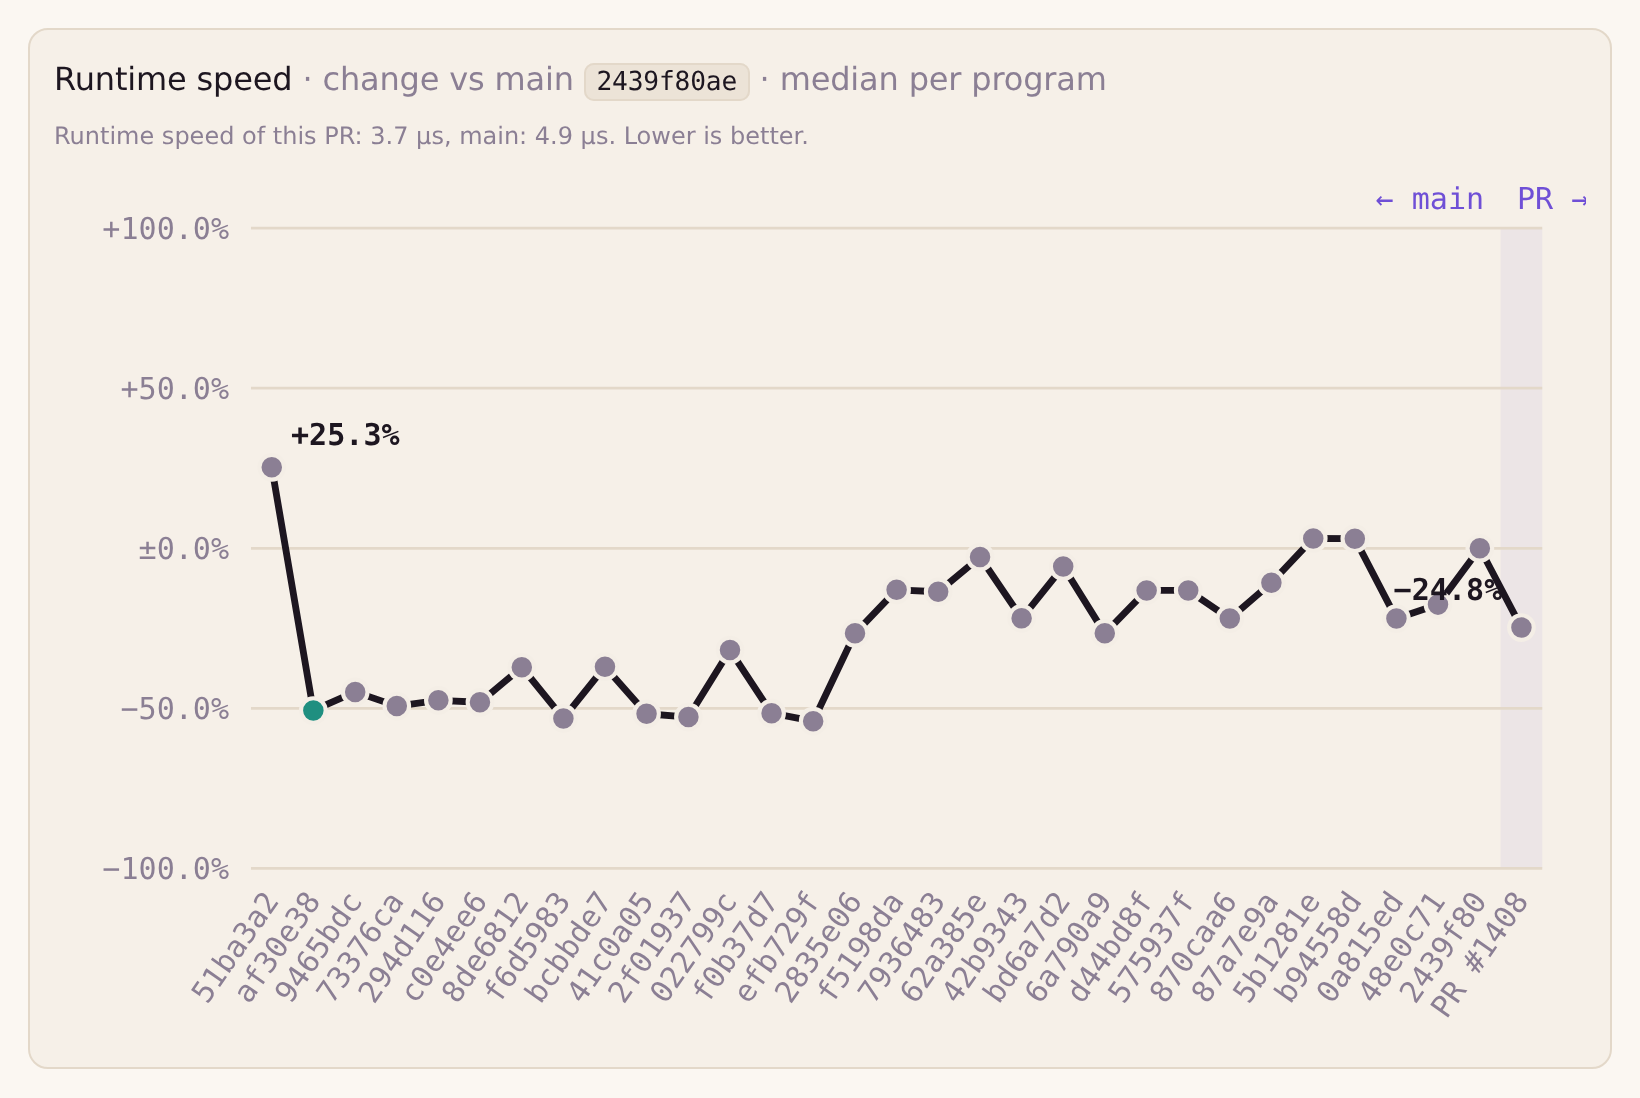 Runtime speed · change vs main 2439f80ae · median per program
Runtime speed of this PR: 3.7 µs, main: 4.9 µs. Lower is better.
← main PR →
+100.0%
+50.0%
+25.3%
±0.0%
−24.8%
−50.0%
−100.0%
51ba3a2
af30e38
9465bdc
73376ca
294d116
c0e4ee6
8de6812
f6d5983
bcbbde7
41c0a05
2f01937
022799c
f0b37d7
efb729f
2835e06
f5198da
7936483
62a385e
42b9343
bd6a7d2
6a790a9
d44bd8f
575937f
870caa6
87a7e9a
5b1281e
b94558d
0a815ed
48e0c71
2439f80
PR #1408